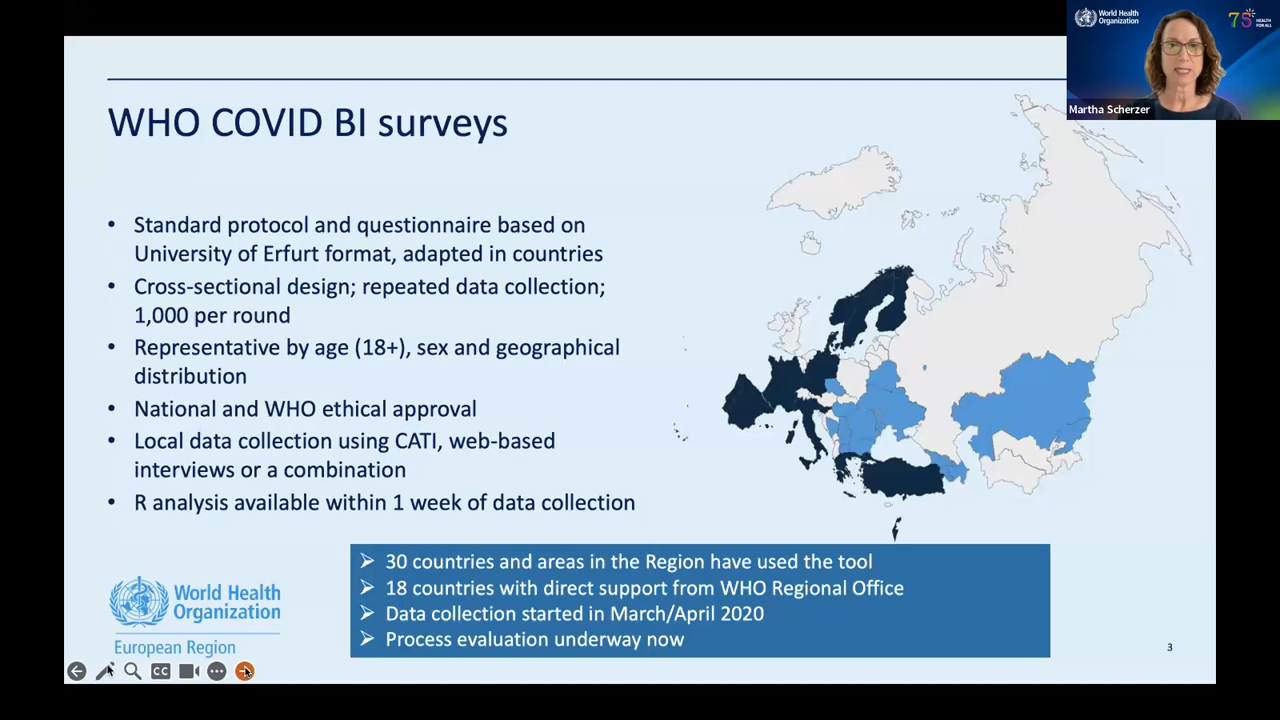 World Health
Organization
75
HEALTH
FOR ALL
Martha Scherzer
WHO COVID BI surveys
• Standard protocol and questionnaire based on
University of Erfurt format, adapted in countries
• Cross-sectional design; repeated data collection;
1,000 per round
• Representative by age (18+), sex and geographical
distribution
• National and WHO ethical approval
• Local data collection using CATI, web-based
interviews or a combination
• R analysis available within 1 week of data collection
➢ 30 countries and areas in the Region have used the tool
➢ 18 countries with direct support from WHO Regional Office
➢ Data collection started in March/April 2020
➢ Process evaluation underway now
World Health
Organization
European Region
3
CC